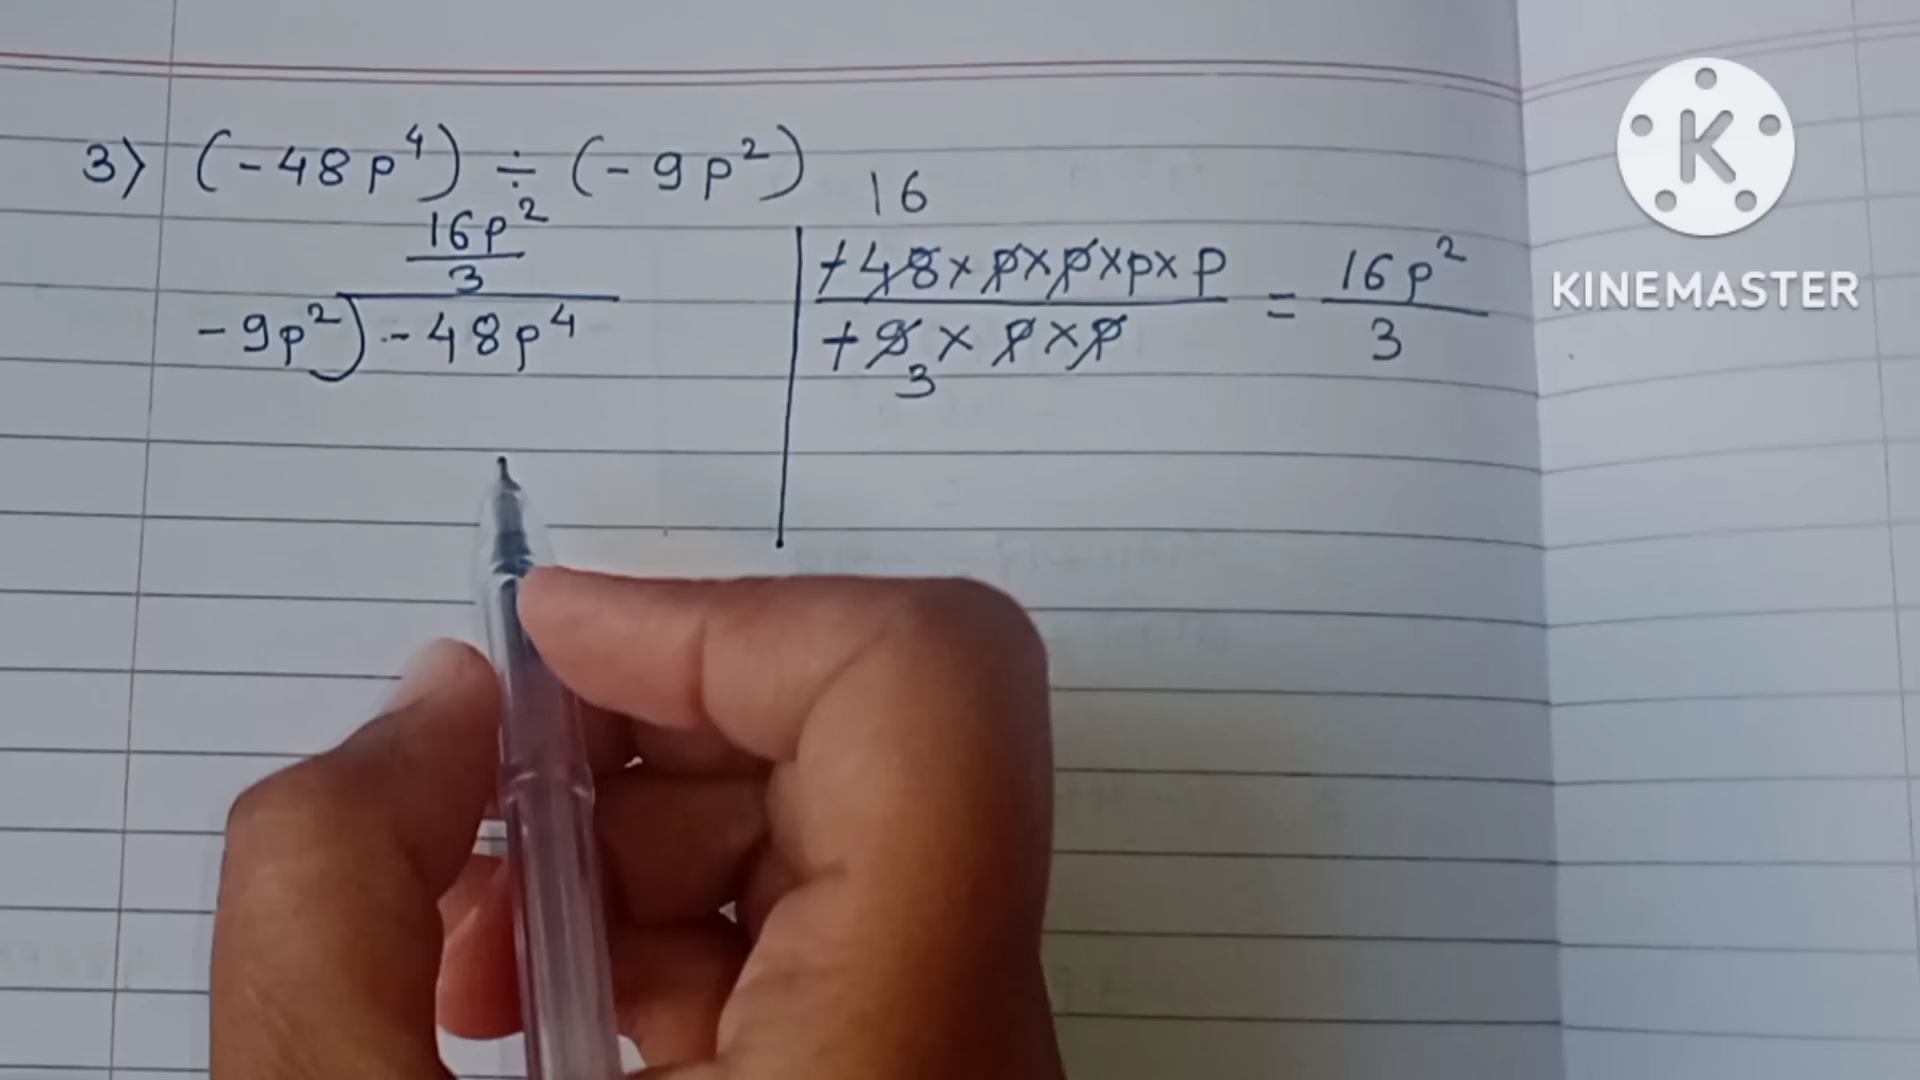 3) (-48p⁴) ÷ (-9p²)
16p²
3
-9p²) -48p⁴
16
+48 × p × p × p × p = 16p²
+9 × p × p 3
3
K
KINEMASTER